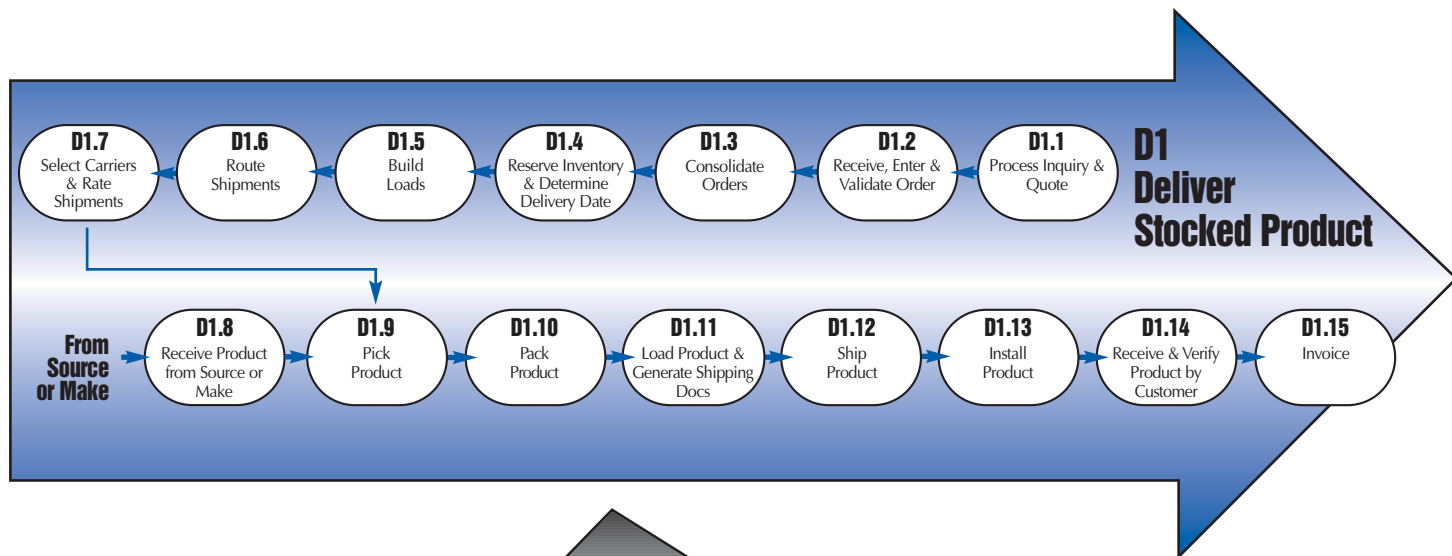 D1.7
Select Carriers
& Rate
Shipments
D1.6
Route
Shipments
D1.5
Build
Loads
D1.4
Reserve Inventory
& Determine
Delivery Date
D1.3
Consolidate
Orders
D1.2
Receive, Enter &
Validate Order
D1.1
Process Inquiry &
Quote
D1
Deliver
Stocked Product
From
Source
or Make
D1.8
Receive Product
from Source or
Make
D1.9
Pick
Product
D1.10
Pack
Product
D1.11
Load Product &
Generate Shipping
Docs
D1.12
Ship
Product
D1.13
Install
Product
D1.14
Receive & Verify
Product by
Customer
D1.15
Invoice